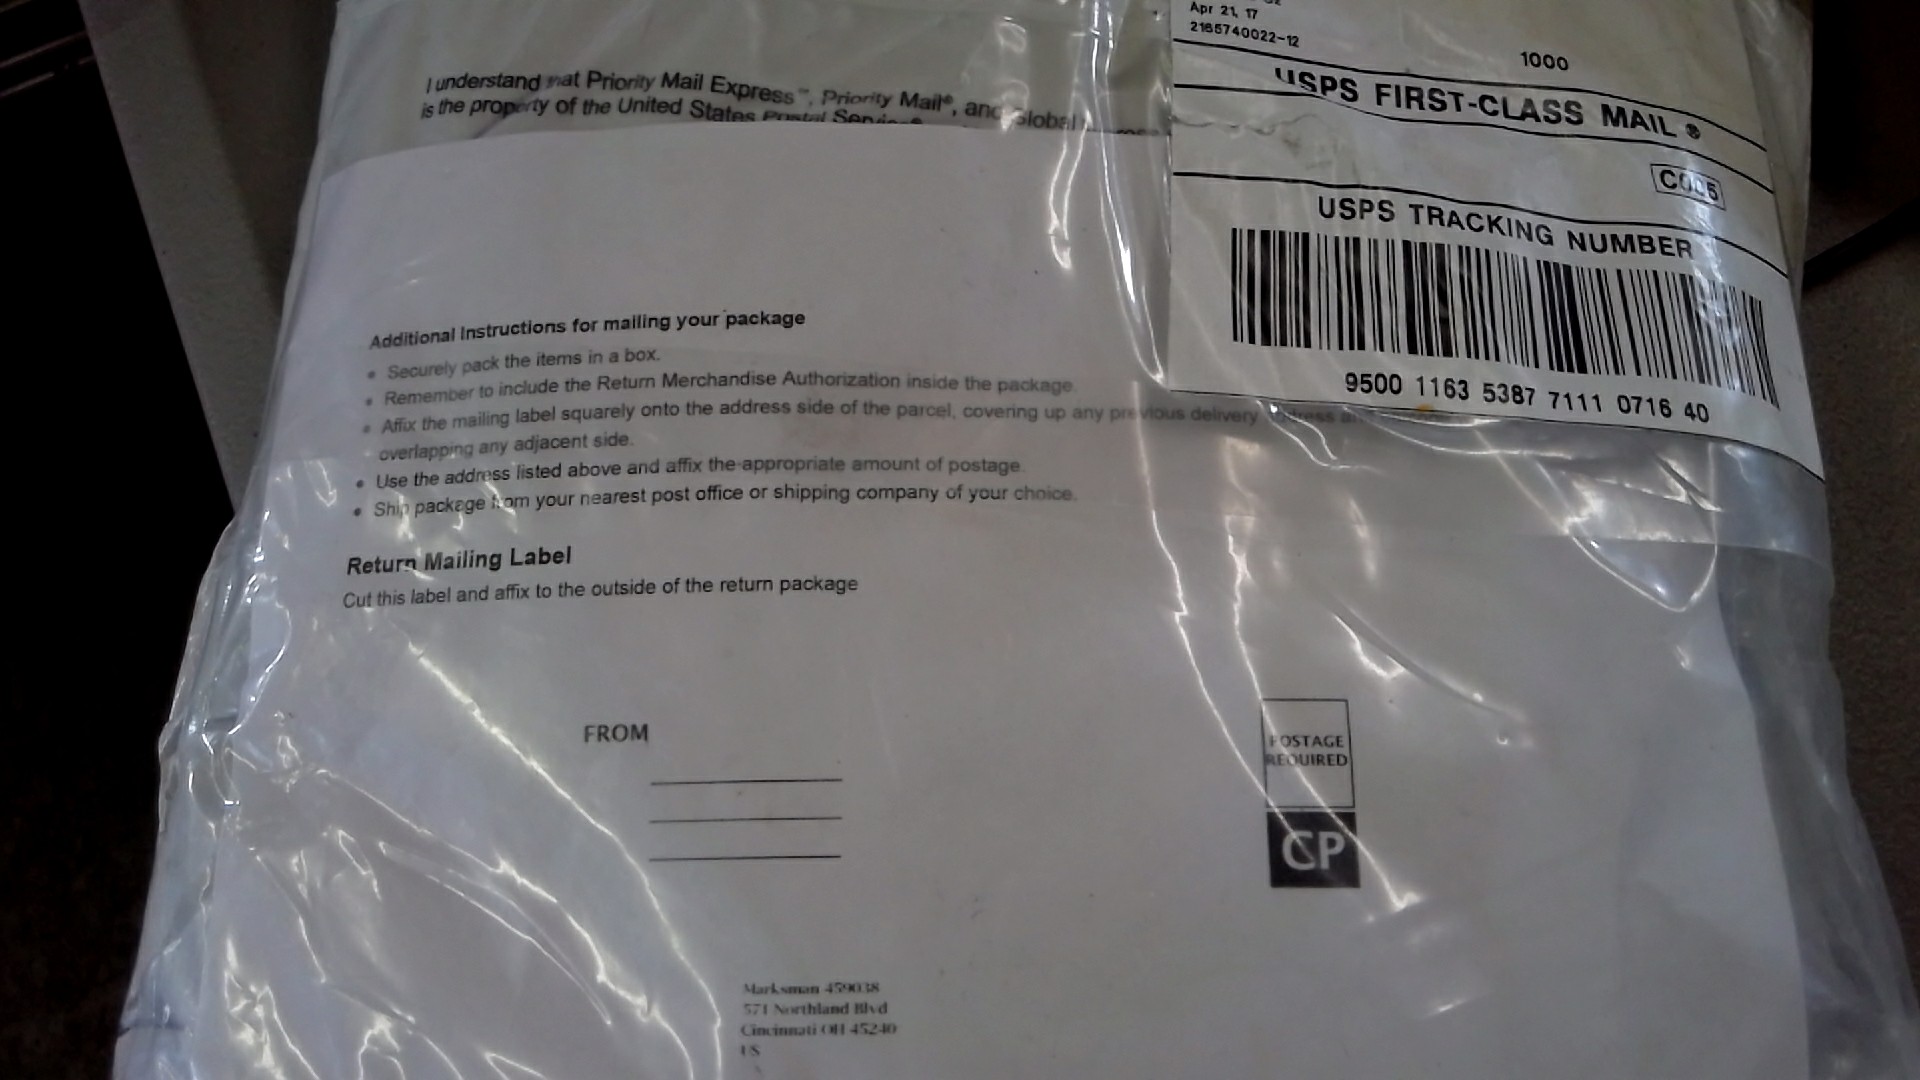 Apr 21, 17
2165740022-12
1000
USPS FIRST-CLASS MAIL®
USPS TRACKING NUMBER
9500 1163 5387 7111 0716 40
I understand that Priority Mail Express™, Priority Mail®, and Global
is the property of the United States Postal Service
Additional Instructions for mailing your package
• Securely pack the items in a box.
• Remember to include the Return Merchandise Authorization inside the package.
• Affix the mailing label squarely onto the address side of the parcel, covering up any previous delivery address
overlapping any adjacent side.
• Use the address listed above and affix the appropriate amount of postage.
• Ship package from your nearest post office or shipping company of your choice.
Return Mailing Label
Cut this label and affix to the outside of the return package
FROM
POSTAGE
REQUIRED
CP
Marksman 459038
571 Northland Blvd
Cincinnati OH 45240
US